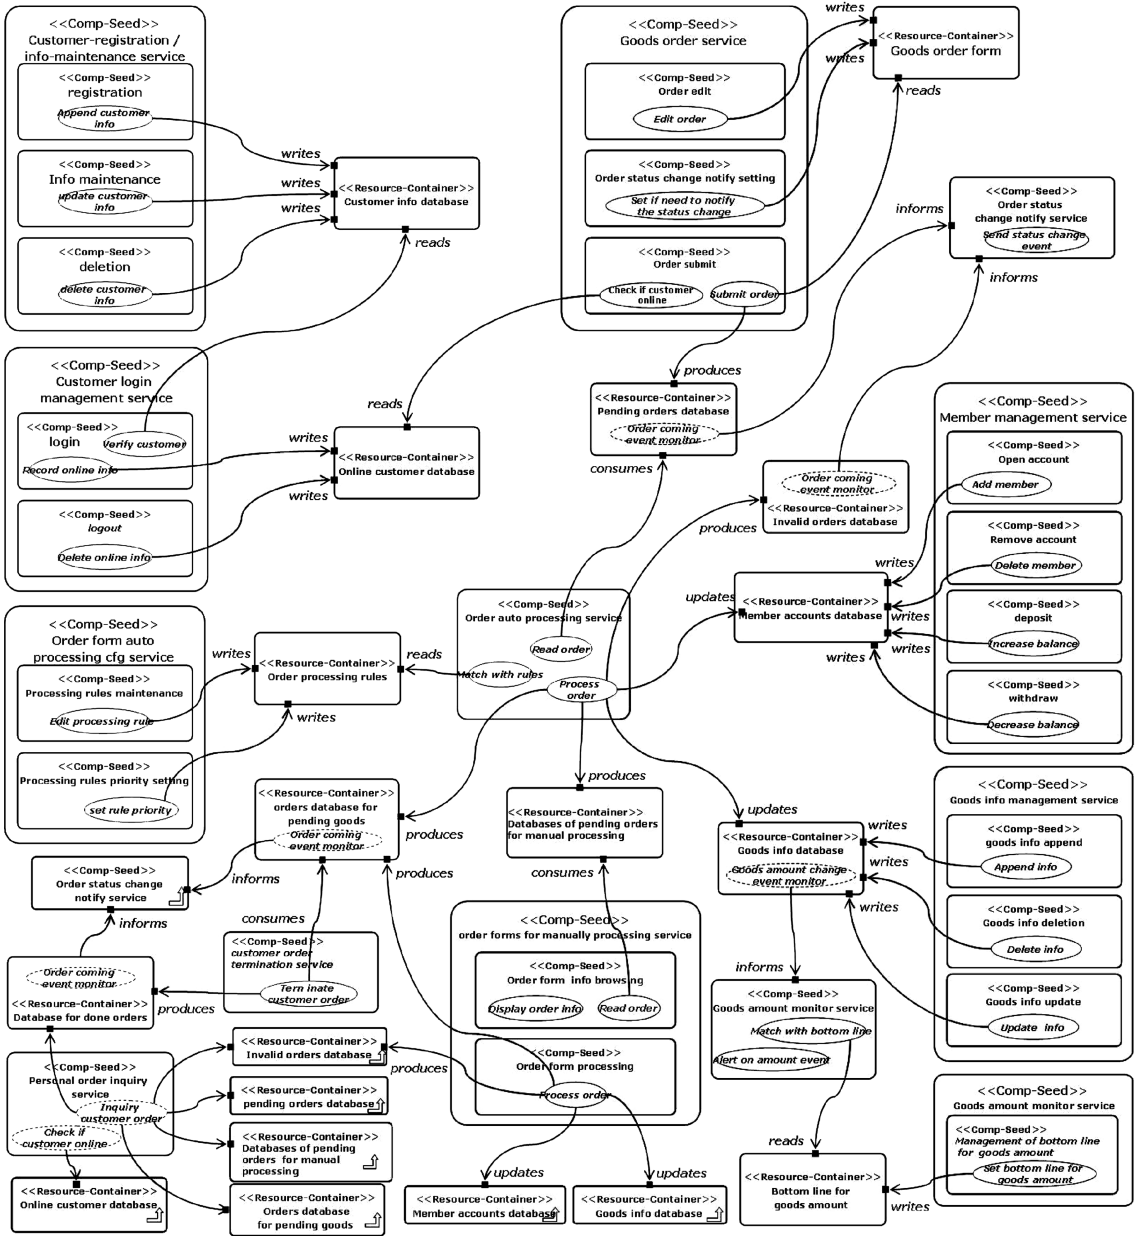 <<Comp-Seed>>
Customer-registration /
info-maintenance service
<<Comp-Seed>>
registration
Append customer
info
<<Comp-Seed>>
Info maintenance
update customer
info
<<Comp-Seed>>
deletion
delete customer
info
writes
writes
writes
<<Resource-Container>>
Customer info database
reads
<<Comp-Seed>>
Goods order service
<<Comp-Seed>>
Order edit
Edit order
<<Comp-Seed>>
Order status change notify setting
Set if need to notify
the status change
<<Comp-Seed>>
Order submit
Check if customer
online
Submit order
writes
writes
<<Resource-Container>>
Goods order form
reads
informs
<<Comp-Seed>>
Order status
change notify service
Send status change
event
informs
<<Comp-Seed>>
Customer login
management service
<<Comp-Seed>>
login
Verify customer
Record online info
<<Comp-Seed>>
logout
Delete online info
reads
writes
writes
<<Resource-Container>>
Online customer database
produces
<<Resource-Container>>
Pending orders database
Order coming
event monitor
consumes
Order coming
event monitor
<<Resource-Container>>
Invalid orders database
produces
<<Comp-Seed>>
Member management service
<<Comp-Seed>>
Open account
Add member
<<Comp-Seed>>
Remove account
Delete member
<<Comp-Seed>>
deposit
Increase balance
<<Comp-Seed>>
withdraw
Decrease balance
writes
writes
writes
writes
updates
<<Resource-Container>>
Member accounts database
<<Comp-Seed>>
Order form auto
processing cfg service
<<Comp-Seed>>
Processing rules maintenance
Edit processing rule
<<Comp-Seed>>
Processing rules priority setting
set rule priority
writes
<<Resource-Container>>
Order processing rules
writes
reads
<<Comp-Seed>>
Order auto processing service
Read order
Match with rules
Process
order
<<Resource-Container>>
orders database for
pending goods
Order coming
event monitor
produces
produces
informs
consumes
produces
<<Resource-Container>>
Databases of pending orders
for manual processing
consumes
updates
<<Resource-Container>>
Goods info database
Goods amount change
event monitor
writes
writes
writes
<<Comp-Seed>>
Goods info management service
<<Comp-Seed>>
goods info append
Append info
<<Comp-Seed>>
Goods info deletion
Delete info
<<Comp-Seed>>
Goods info update
Update info
<<Comp-Seed>>
Order status change
notify service
informs
<<Comp-Seed>>
customer order
termination service
Tern inate
customer order
produces
Order coming
event monitor
<<Resource-Container>>
Database for done orders
<<Comp-Seed>>
order forms for manually processing service
<<Comp-Seed>>
Order form info browsing
Display order info
Read order
<<Comp-Seed>>
Order form processing
Process order
informs
<<Comp-Seed>>
Goods amount monitor service
Match with bottom line
Alert on amount event
<<Comp-Seed>>
Personal order inquiry
service
Inquiry
customer order
Check if
customer online
<<Resource-Container>>
Invalid orders database
produces
<<Resource-Container>>
pending orders database
<<Resource-Container>>
Databases of pending
orders for manual
processing
<<Resource-Container>>
Online customer database
<<Resource-Container>>
Orders database
for pending goods
updates
<<Resource-Container>>
Member accounts database
updates
<<Resource-Container>>
Goods info database
reads
<<Resource-Container>>
Bottom line for
goods amount
writes
<<Comp-Seed>>
Goods amount monitor service
<<Comp-Seed>>
Management of bottom line
for goods amount
Set bottom line for
goods amount